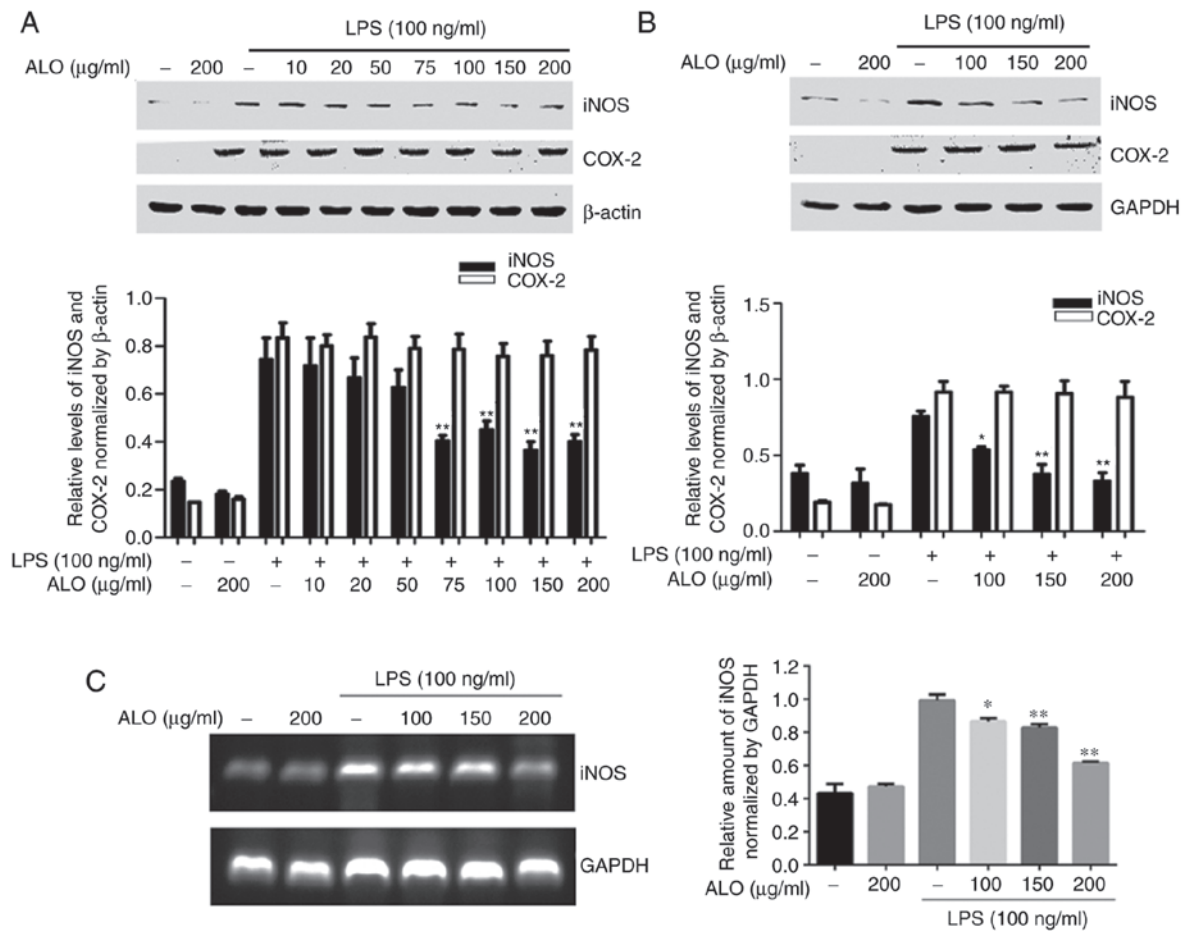 A
LPS (100 ng/ml)
ALO (μg/ml) – 200 – 10 20 50 75 100 150 200
iNOS
COX-2
β-actin
iNOS
COX-2
Relative levels of iNOS and
COX-2 normalized by β-actin
1.0
0.8
0.6
0.4
0.2
0.0
** ** ** **
LPS (100 ng/ml) – – + + + + + + + +
ALO (μg/ml) – 200 – 10 20 50 75 100 150 200
B
LPS (100 ng/ml)
ALO (μg/ml) – 200 – 100 150 200
iNOS
COX-2
GAPDH
iNOS
COX-2
Relative levels of iNOS and
COX-2 normalized by β-actin
1.5
1.0
0.5
0.0
* ** **
LPS (100 ng/ml) – – + + + +
ALO (μg/ml) – 200 – 100 150 200
C
LPS (100 ng/ml)
ALO (μg/ml) – 200 – 100 150 200
iNOS
GAPDH
Relative amount of iNOS
normalized by GAPDH
1.2
1.0
0.8
0.6
0.4
0.2
0.0
* ** **
ALO (μg/ml) – 200 – 100 150 200
LPS (100 ng/ml)